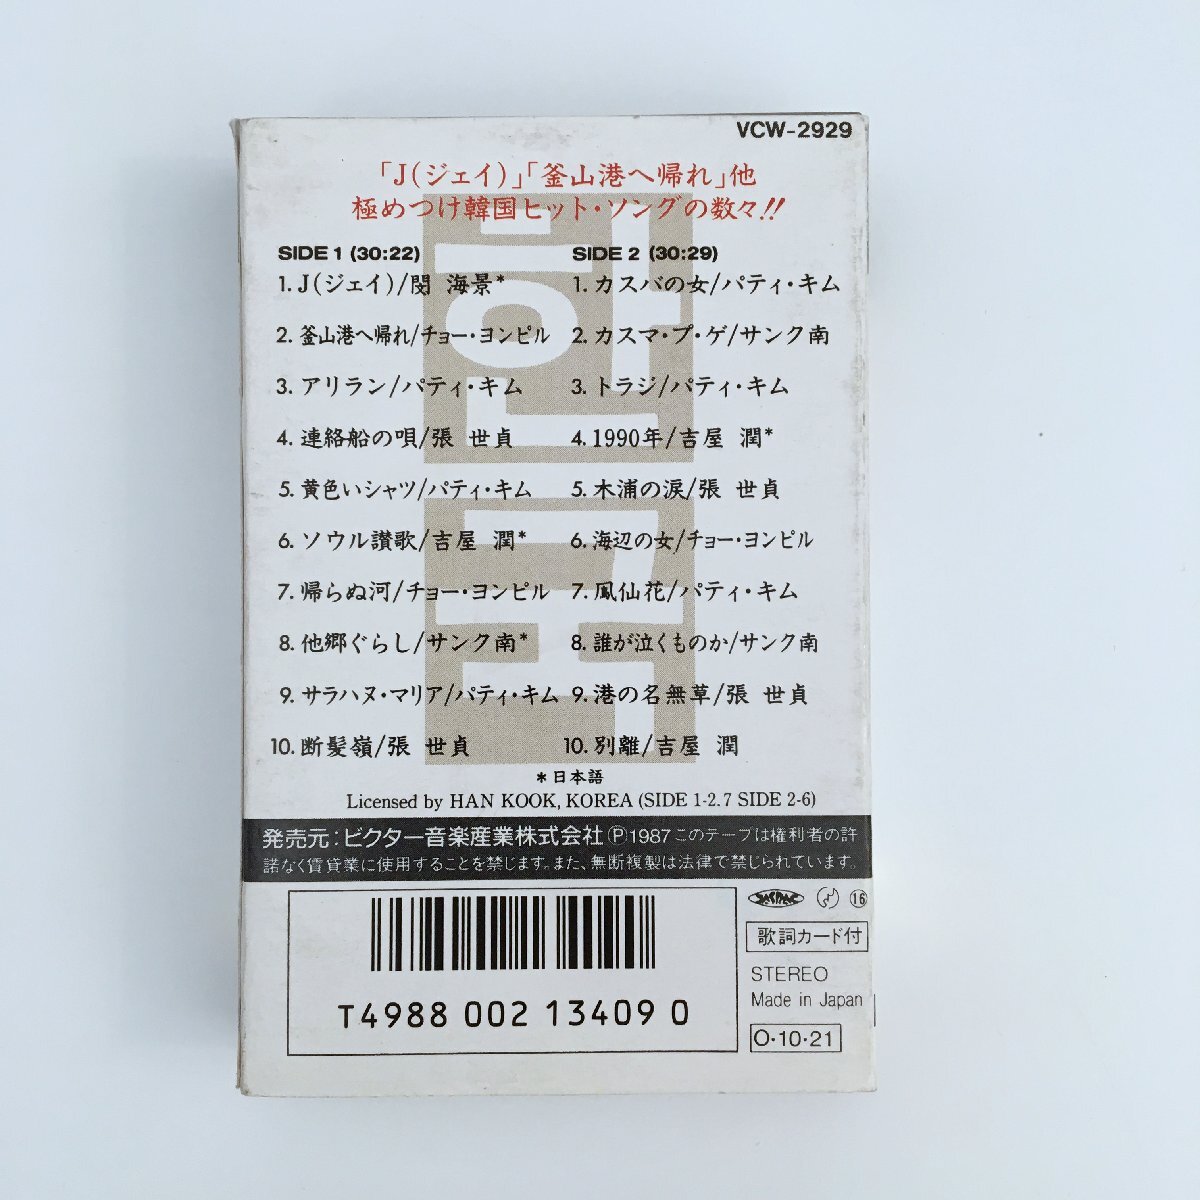 VCW-2929
「J(ジェイ)」「釜山港へ帰れ」他
極めつけ韓国ヒット・ソングの数々!!
SIDE 1 (30:22)
1. J(ジェイ)/閔 海景*
2. 釜山港へ帰れ/チョー・ヨンピル
3. アリラン/パティ・キム
4. 連絡船の唄/張 世貞
5. 黄色いシャツ/パティ・キム
6. ソウル讃歌/吉屋 潤*
7. 帰らぬ河/チョー・ヨンピル
8. 他郷ぐらし/サンク南*
9. サラハヌ・マリア/パティ・キム
10. 断髪嶺/張 世貞
SIDE 2 (30:29)
1. カスバの女/パティ・キム
2. カスマ・プ・ゲ/サンク南
3. トラジ/パティ・キム
4. 1990年/吉屋 潤*
5. 木浦の涙/張 世貞
6. 海辺の女/チョー・ヨンピル
7. 鳳仙花/パティ・キム
8. 誰が泣くものか/サンク南
9. 港の名無草/張 世貞
10. 別離/吉屋 潤
*日本語
Licensed by HAN KOOK, KOREA (SIDE 1-2.7 SIDE 2-6)
発売元:ビクター音楽産業株式会社 Ⓟ1987 このテープは権利者の許
諾なく賃貸業に使用することを禁じます。また、無断複製は法律で禁じられています。
JASRAC
⑯
歌詞カード付
STEREO
Made in Japan
O・10・21
T4988 002 13409 0